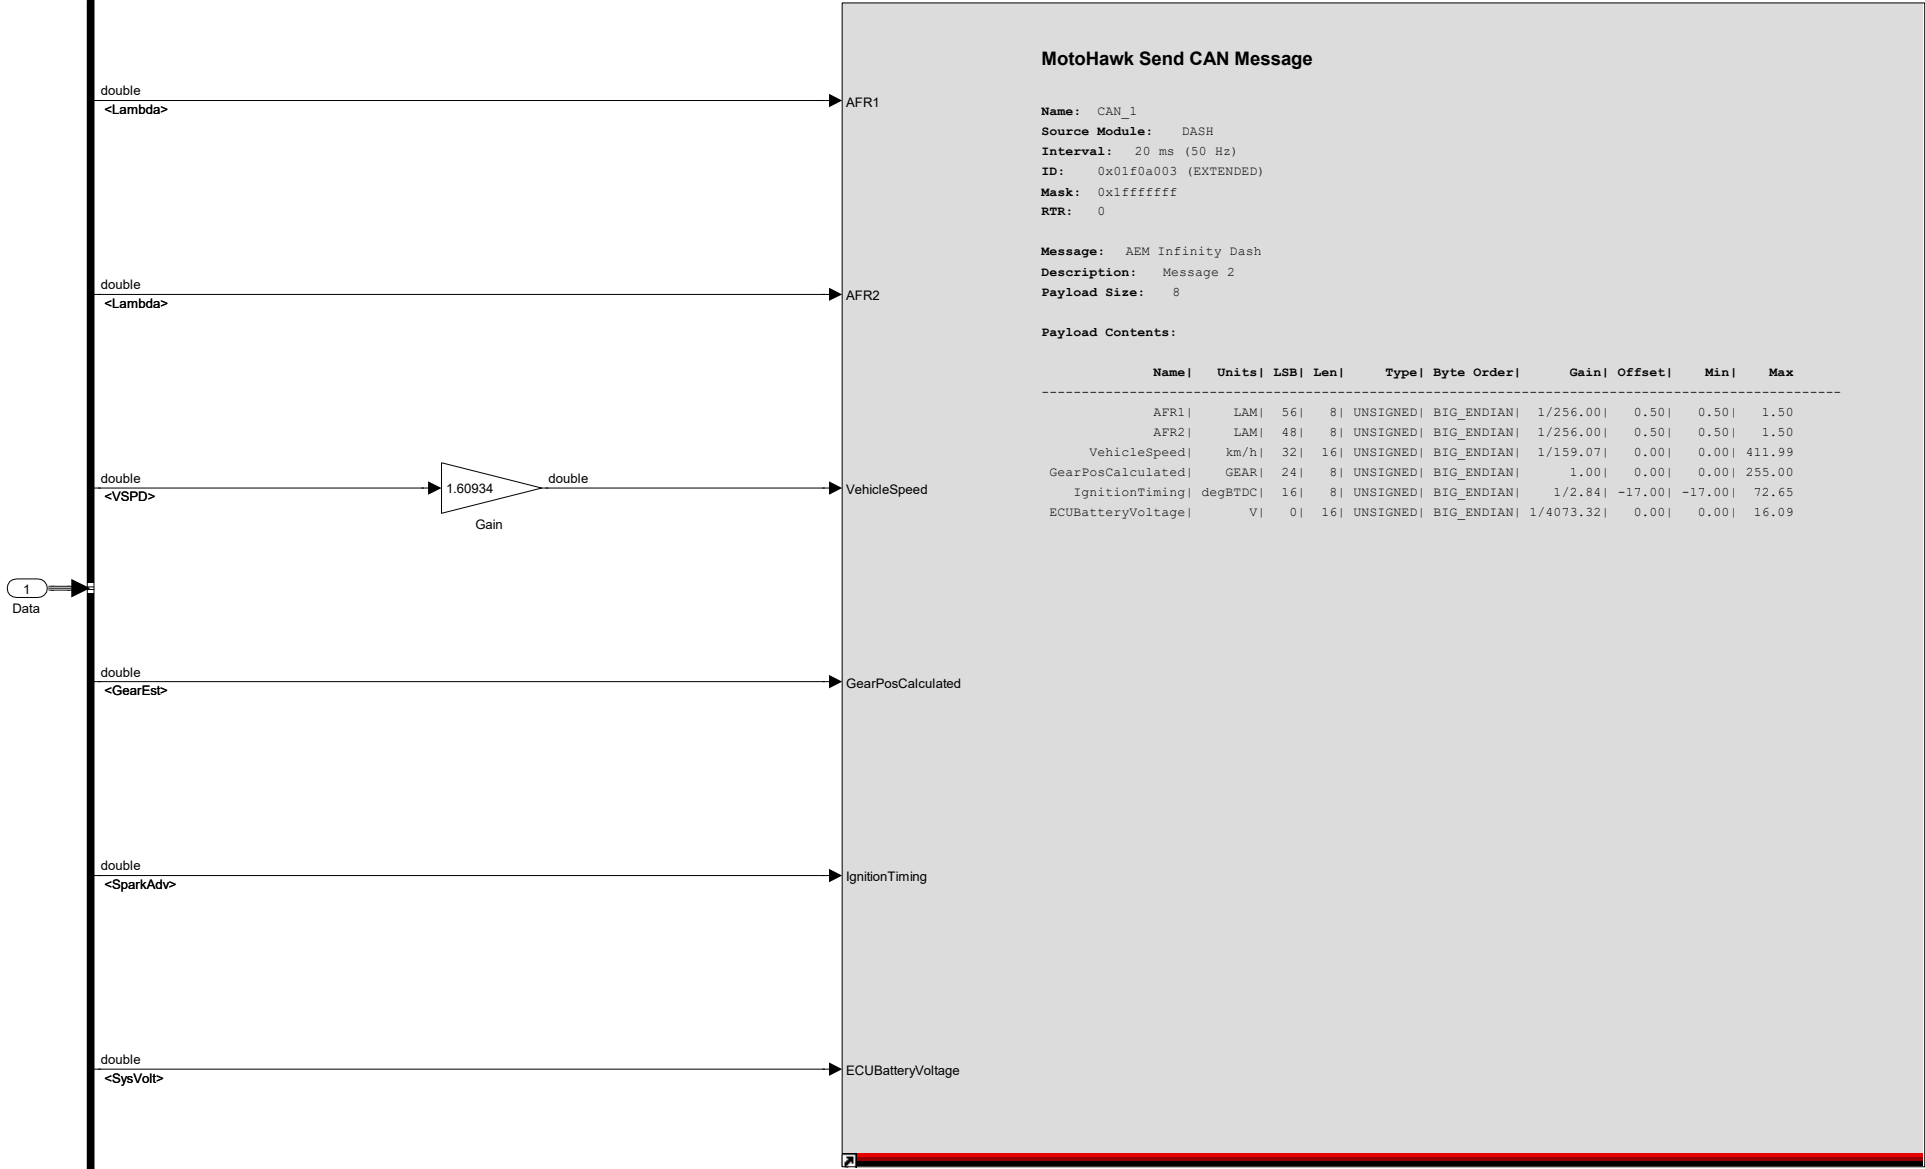 MotoHawk Send CAN Message
double
<Lambda>
AFR1
Name: CAN_1
Source Module: DASH
Interval: 20 ms (50 Hz)
ID: 0x01f0a003 (EXTENDED)
Mask: 0x1fffffff
RTR: 0
Message: AEM Infinity Dash
Description: Message 2
Payload Size: 8
double
<Lambda>
AFR2
Payload Contents:
Name| Units| LSB| Len| Type| Byte Order| Gain| Offset| Min| Max
----------------------------------------------------------------------------------------------------
AFR1| LAM| 56| 8| UNSIGNED| BIG_ENDIAN| 1/256.00| 0.50| 0.50| 1.50
AFR2| LAM| 48| 8| UNSIGNED| BIG_ENDIAN| 1/256.00| 0.50| 0.50| 1.50
VehicleSpeed| km/h| 32| 16| UNSIGNED| BIG_ENDIAN| 1/159.07| 0.00| 0.00| 411.99
GearPosCalculated| GEAR| 24| 8| UNSIGNED| BIG_ENDIAN| 1.00| 0.00| 0.00| 255.00
IgnitionTiming| degBTDC| 16| 8| UNSIGNED| BIG_ENDIAN| 1/2.84| -17.00| -17.00| 72.65
ECUBatteryVoltage| V| 0| 16| UNSIGNED| BIG_ENDIAN| 1/4073.32| 0.00| 0.00| 16.09
double
<VSPD>
1.60934
Gain
double
VehicleSpeed
1
Data
double
<GearEst>
GearPosCalculated
double
<SparkAdv>
IgnitionTiming
double
<SysVolt>
ECUBatteryVoltage